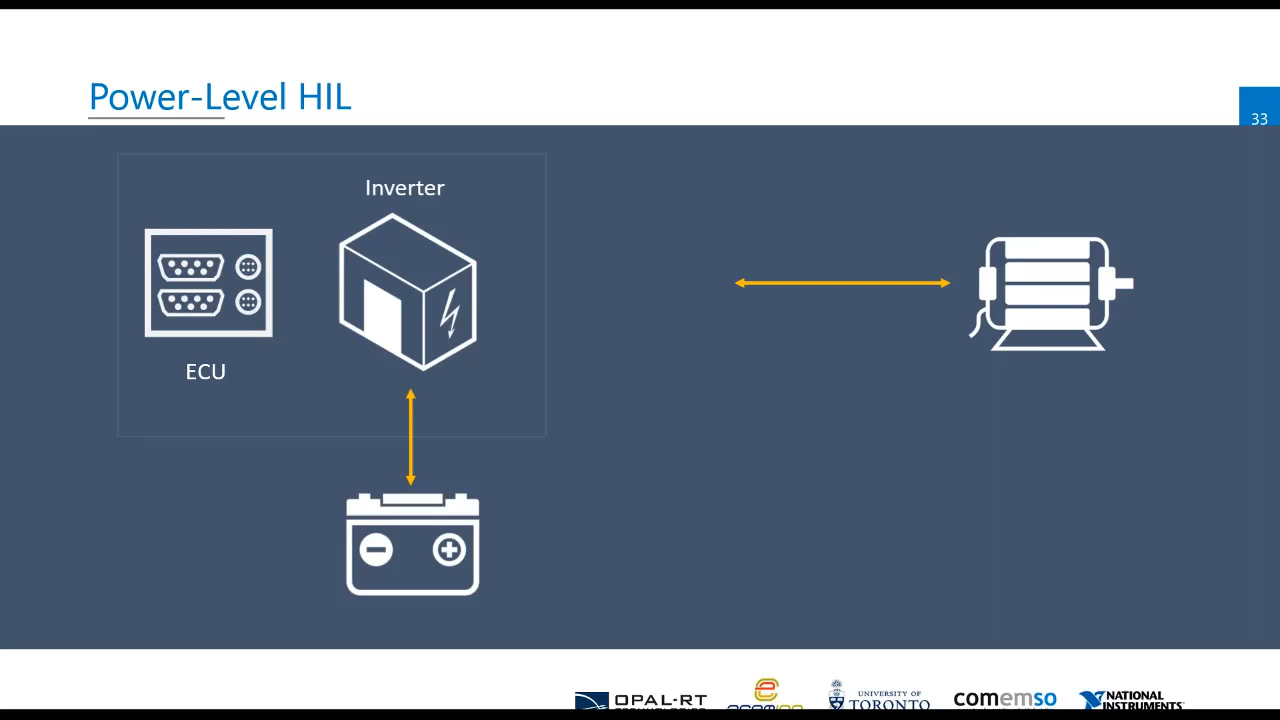 Power-Level HIL
33
Inverter
ECU
OPAL-RT
UNIVERSITY OF
TORONTO
comemso
NATIONAL
INSTRUMENTS